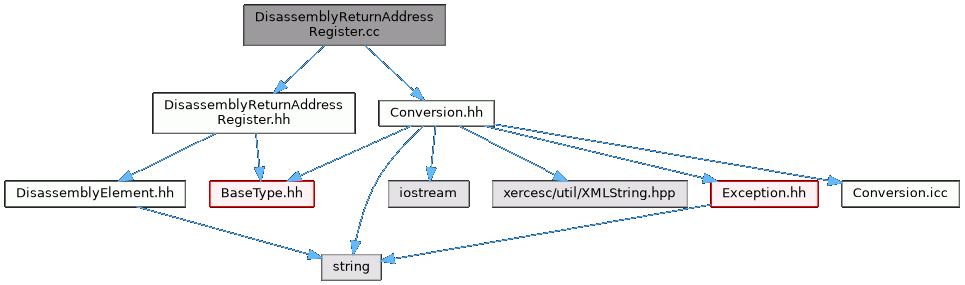 DisassemblyReturnAddress
Register.cc
DisassemblyReturnAddress
Register.hh
Conversion.hh
DisassemblyElement.hh
BaseType.hh
iostream
xercesc/util/XMLString.hpp
Exception.hh
Conversion.icc
string